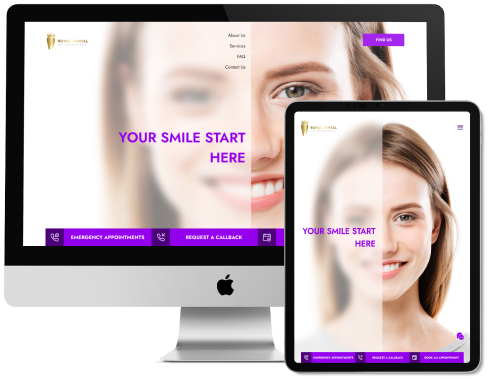 ROYAL DENTAL
About Us
Services
FAQ
Contact Us
FIND US
YOUR SMILE START
HERE
EMERGENCY APPOINTMENTS
REQUEST A CALLBACK
ROYAL DENTAL
YOUR SMILE START
HERE
EMERGENCY APPOINTMENTS
REQUEST A CALLBACK
BOOK AN APPOINTMENT